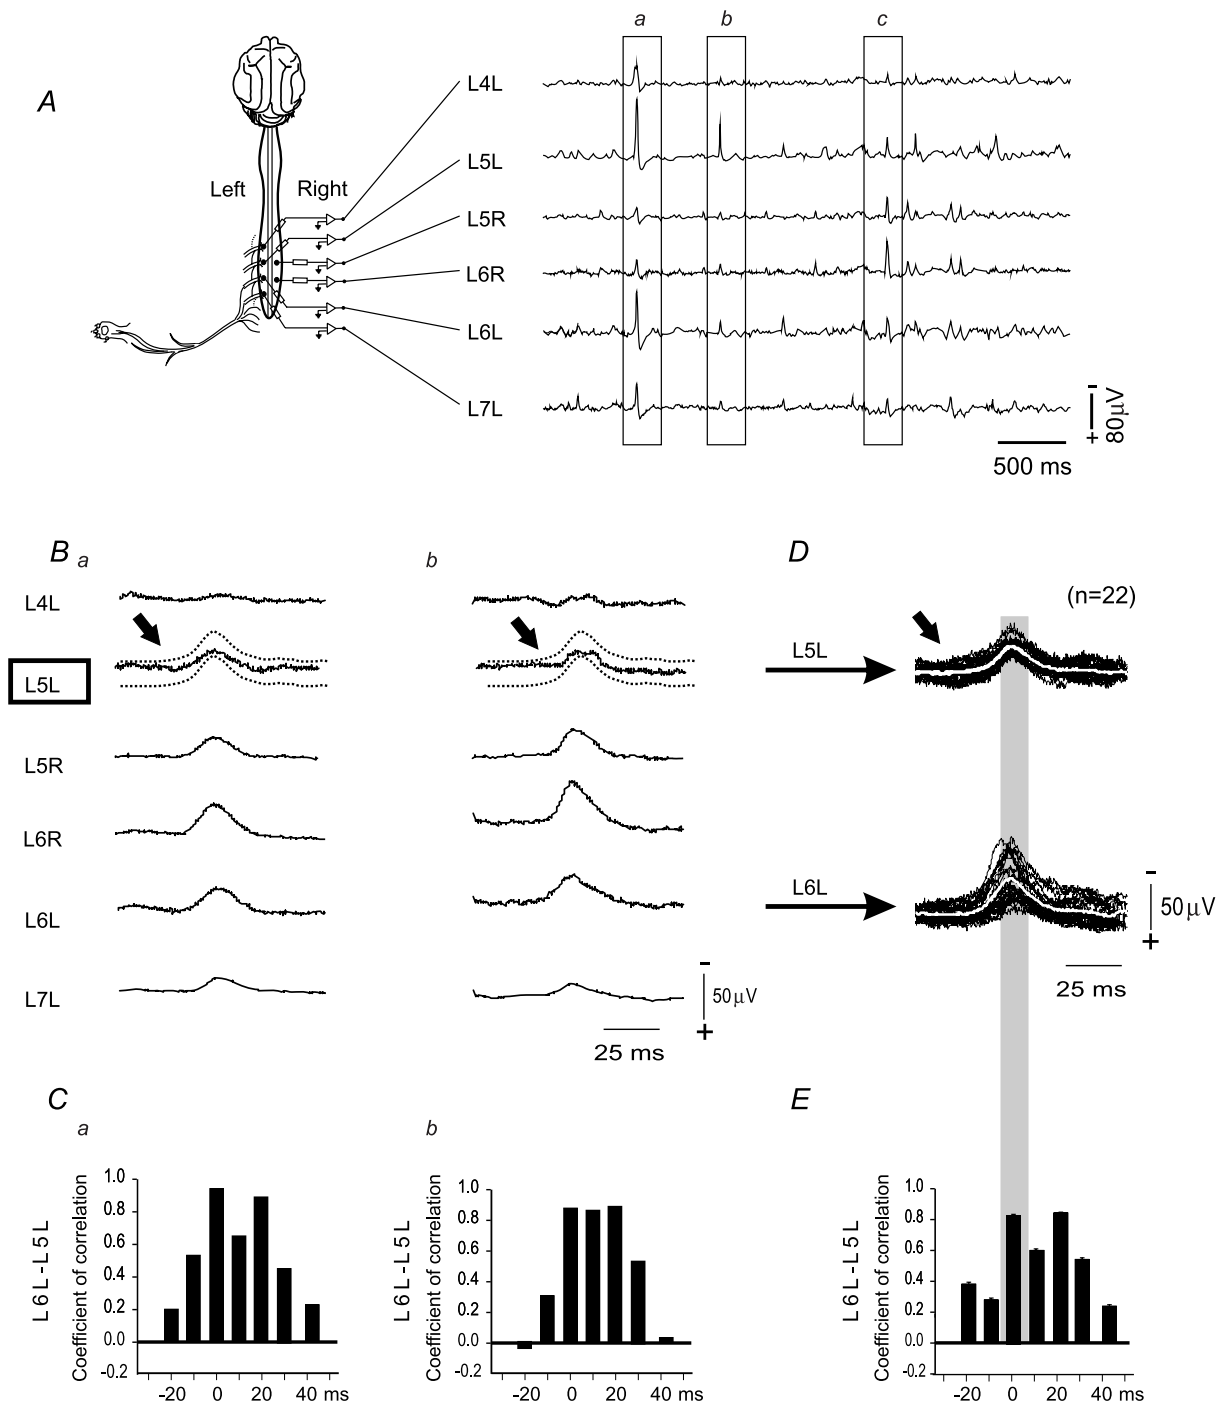 a b c
A
Left Right
L4L
L5L
L5R
L6R
L6L
L7L
- + 80µV
500 ms
B a b D
(n=22)
L4L
L5L
L5R
L6R
L6L
L7L
L5L
L6L
- 50µV +
25 ms
- 50µV +
25 ms
C a b E
L6L-L5L
Coefficient of correlation
1.0
0.8
0.6
0.4
0.2
0.0
-0.2
-20 0 20 40 ms
L6L-L5L
Coefficient of correlation
1.0
0.8
0.6
0.4
0.2
0.0
-0.2
-20 0 20 40 ms
L6L-L5L
Coefficient of correlation
1.0
0.8
0.6
0.4
0.2
0.0
-0.2
-20 0 20 40 ms